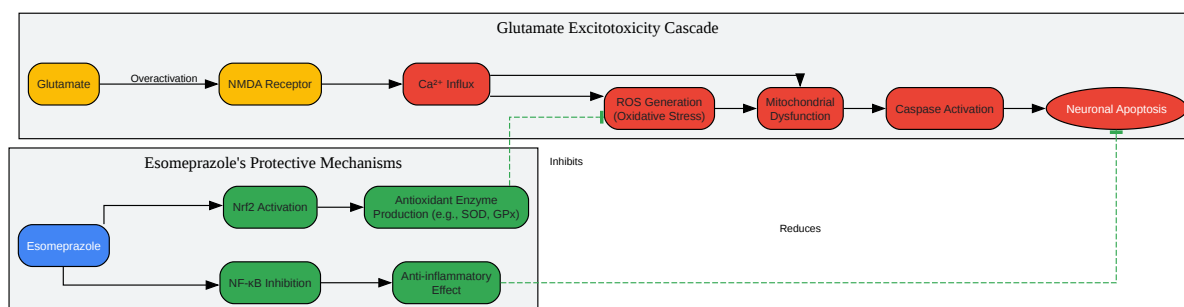 Glutamate Excitotoxicity Cascade
Glutamate
Overactivation
NMDA Receptor
Ca²⁺ Influx
ROS Generation
(Oxidative Stress)
Mitochondrial
Dysfunction
Caspase Activation
Neuronal Apoptosis
Esomeprazole's Protective Mechanisms
Inhibits
Nrf2 Activation
Antioxidant Enzyme
Production (e.g., SOD, GPx)
Reduces
Esomeprazole
NF-κB Inhibition
Anti-inflammatory
Effect